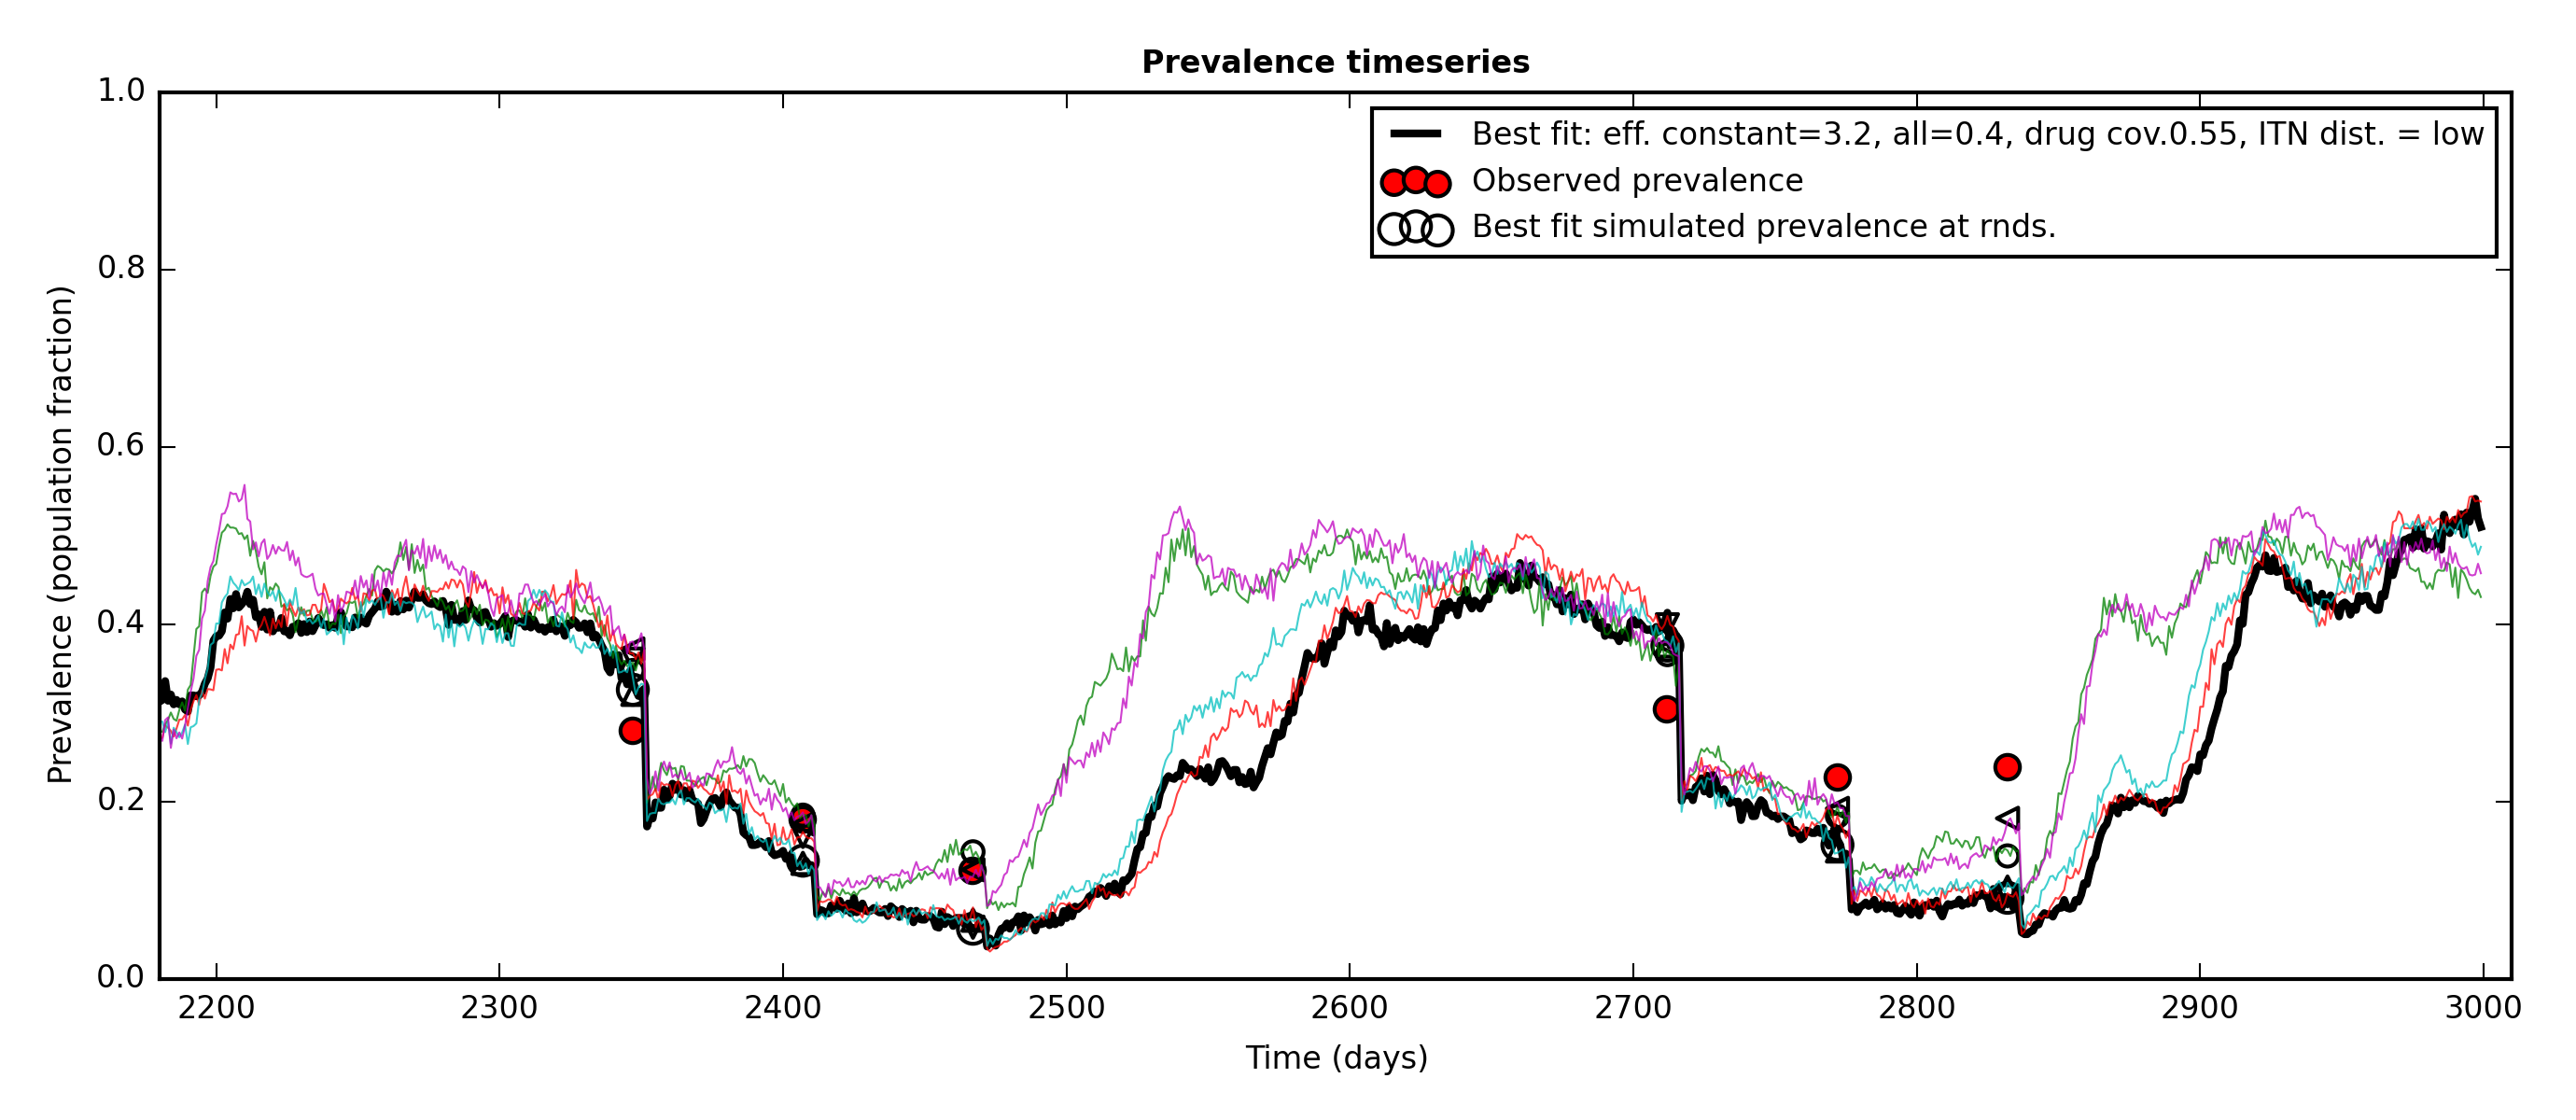 Prevalence timeseries
1.0
0.8
0.6
0.4
0.2
0.0
Prevalence (population fraction)
Best fit: eff. constant=3.2, all=0.4, drug cov.0.55, ITN dist. = low
Observed prevalence
Best fit simulated prevalence at rnds.
2200 2300 2400 2500 2600 2700 2800 2900 3000
Time (days)